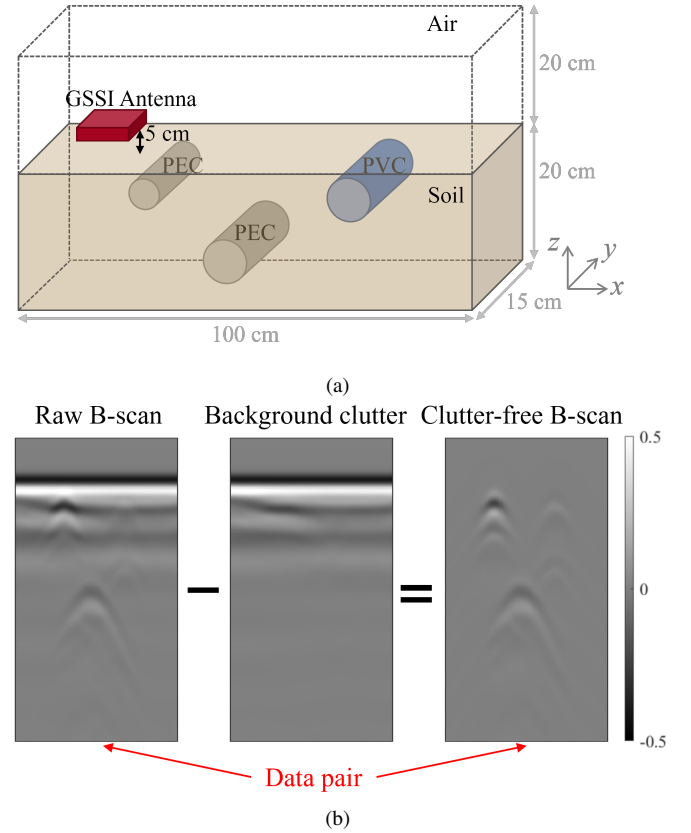 Air
20 cm
GSSI Antenna
5 cm
PEC
PVC
20 cm
Soil
PEC
z
y
x
15 cm
100 cm
(a)
Raw B-scan
Background clutter
Clutter-free B-scan
0.5
0
-0.5
Data pair
(b)